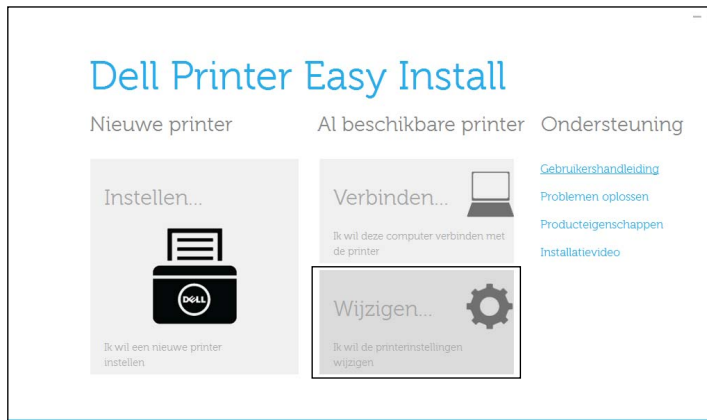 Dell Printer Easy Install
Nieuwe printer
Instellen...
DELL
Ik wil een nieuwe printer
instellen
Al beschikbare printer
Verbinden...
Ik wil deze computer verbinden met
de printer
Wijzigen...
Ik wil de printerinstellingen
wijzigen
Ondersteuning
Gebruikershandleiding
Problemen oplossen
Producteigenschappen
Installatievideo